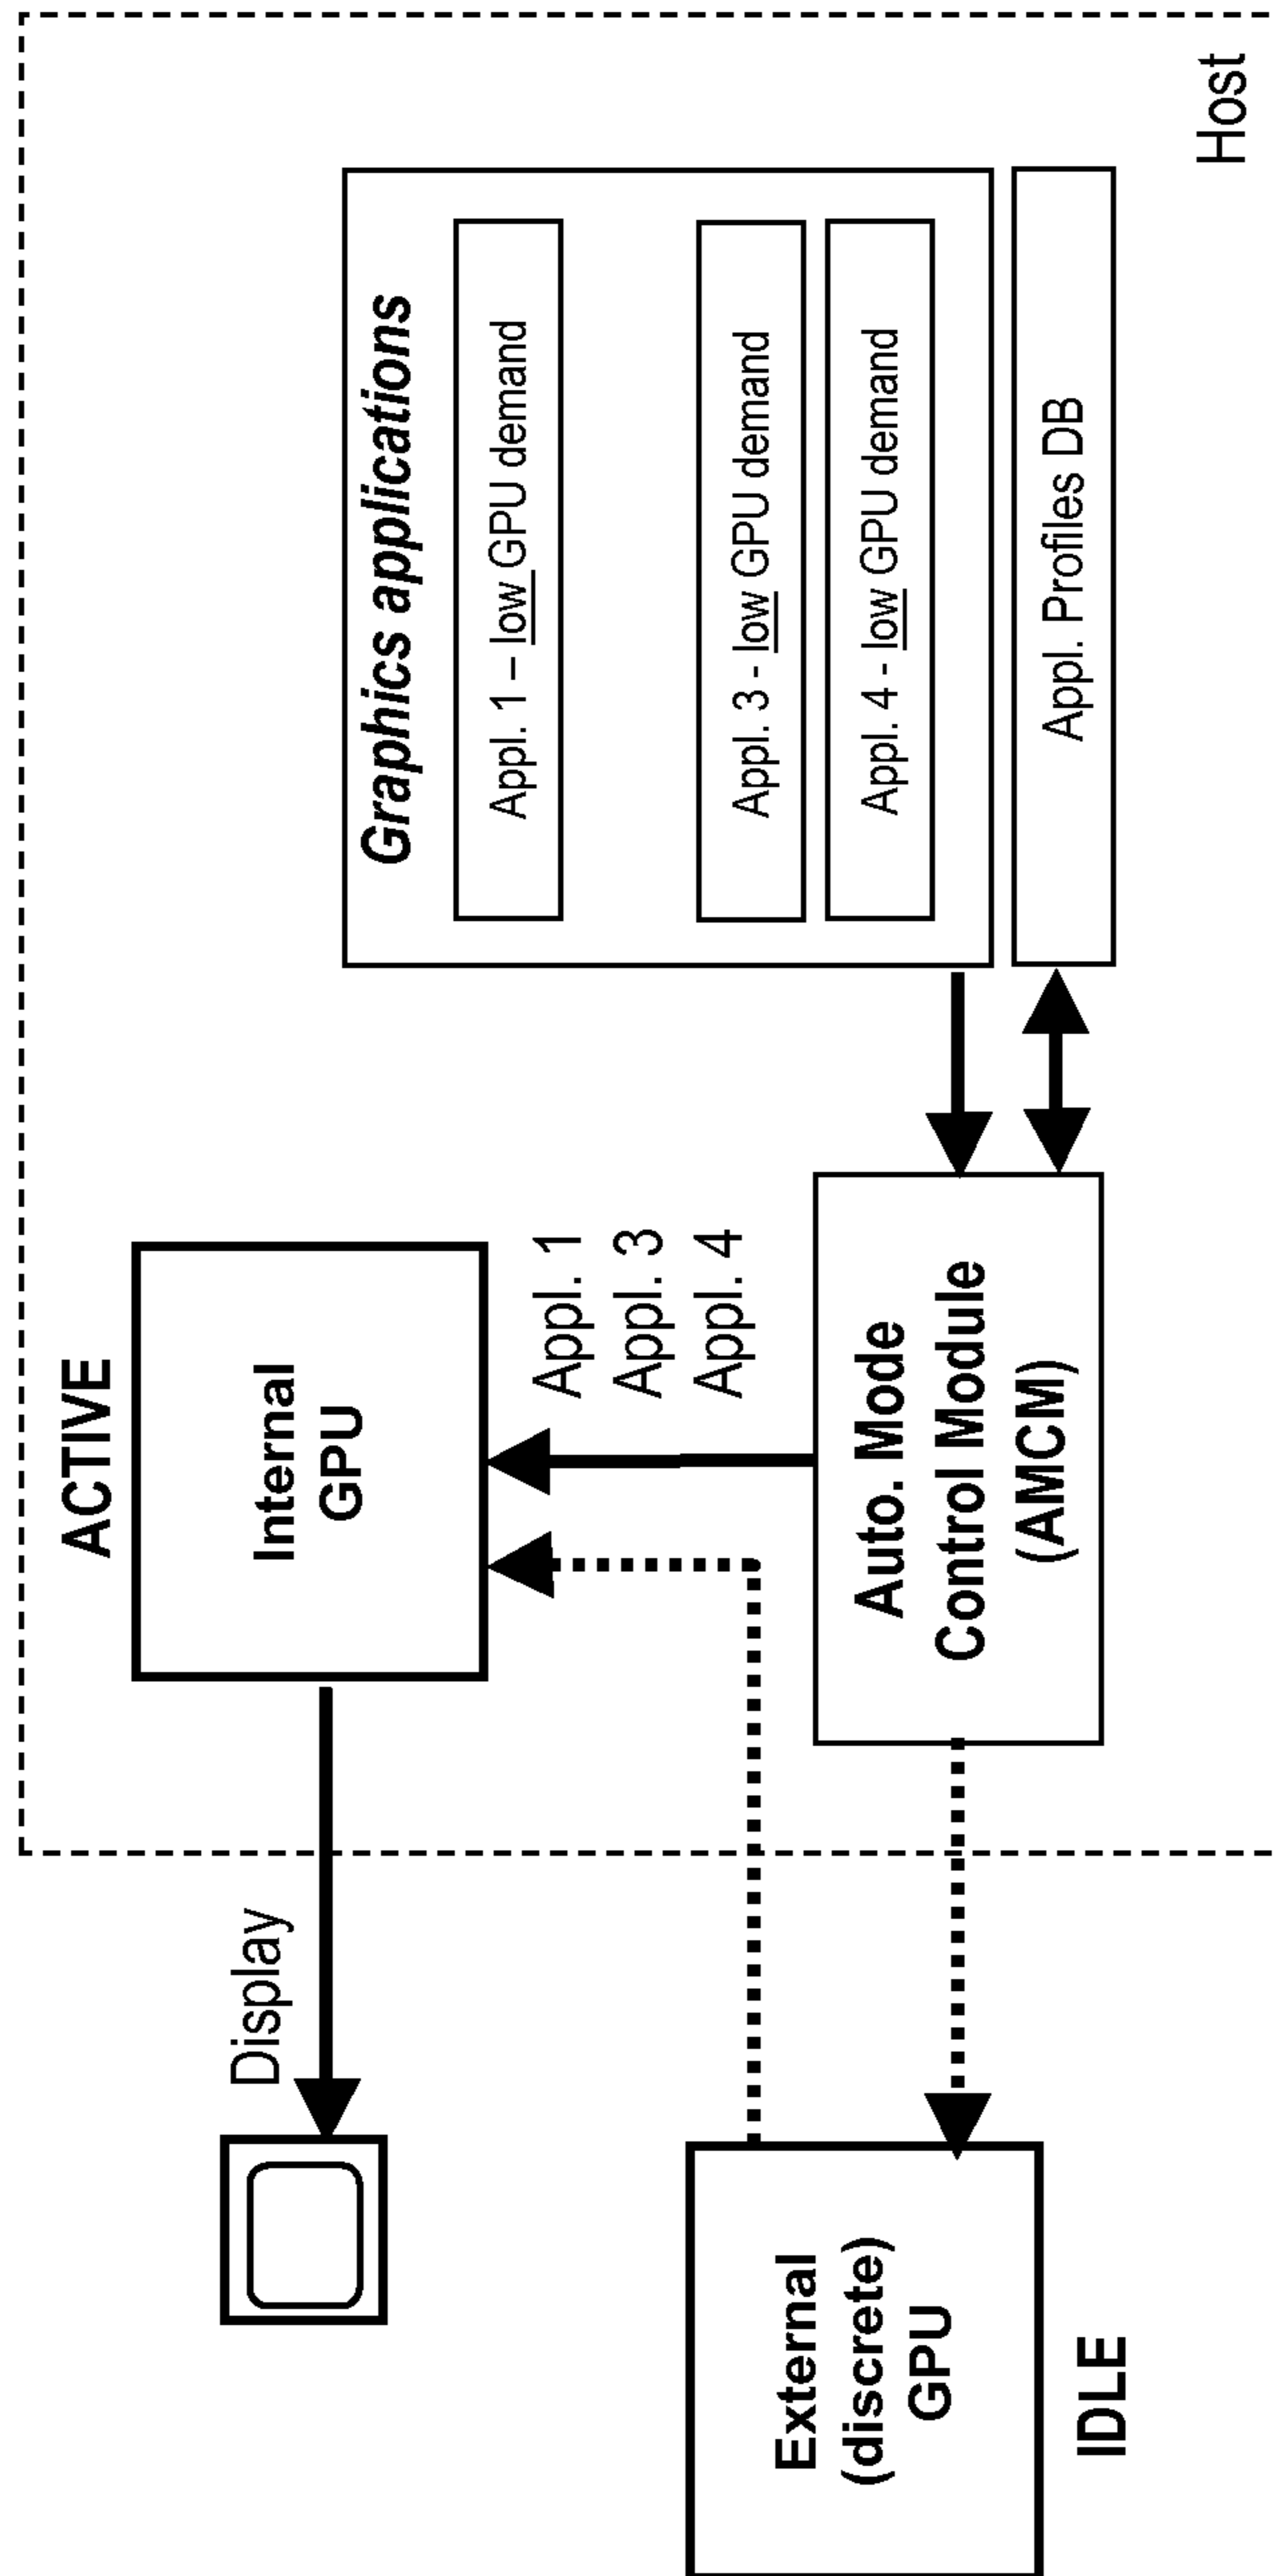 Host
Graphics applications
Appl. 1 – low GPU demand
Appl. 3 - low GPU demand
Appl. 4 - low GPU demand
Appl. Profiles DB
ACTIVE
Internal
GPU
Appl. 1
Appl. 3
Appl. 4
Auto. Mode
Control Module
(AMCM)
Display
External
(discrete)
GPU
IDLE